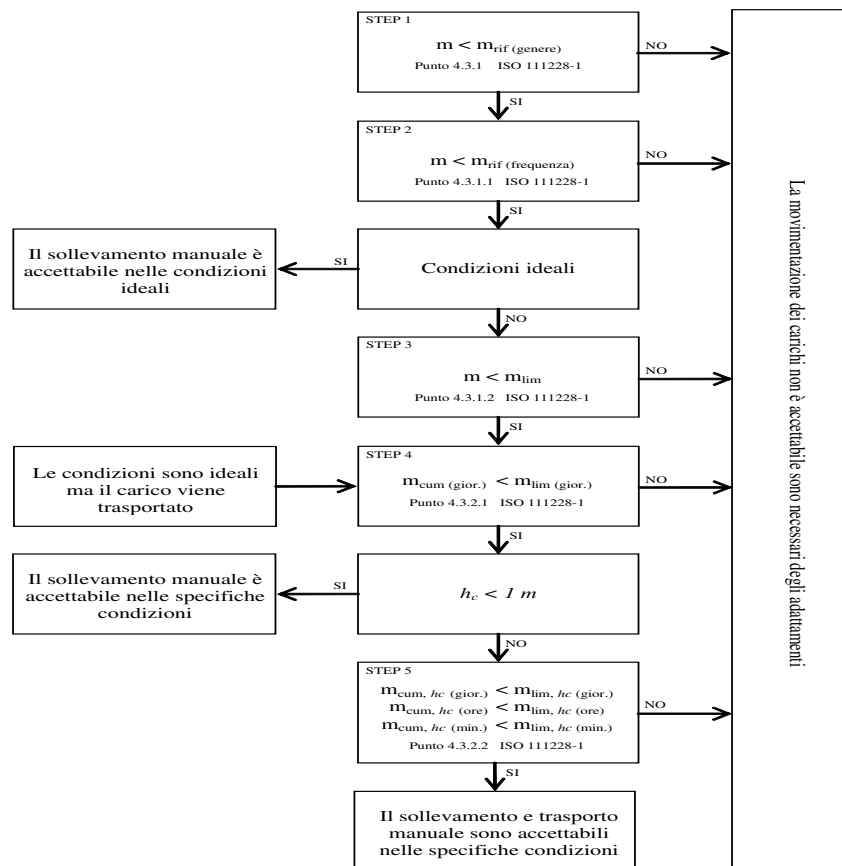 STEP 1
m < mrif (genere)
Punto 4.3.1 ISO 111228-1
NO
SI
STEP 2
m < mrif (frequenza)
Punto 4.3.1.1 ISO 111228-1
NO
SI
Il sollevamento manuale è
accettabile nelle condizioni
ideali
SI
Condizioni ideali
NO
STEP 3
m < mlim
Punto 4.3.1.2 ISO 111228-1
NO
SI
Le condizioni sono ideali
ma il carico viene
trasportato
STEP 4
mcum (gior.) < mlim (gior.)
Punto 4.3.2.1 ISO 111228-1
NO
SI
Il sollevamento manuale è
accettabile nelle specifiche
condizioni
SI
hc < 1 m
NO
STEP 5
mcum, hc (gior.) < mlim, hc (gior.)
mcum, hc (ore) < mlim, hc (ore)
mcum, hc (min.) < mlim, hc (min.)
Punto 4.3.2.2 ISO 111228-1
NO
SI
Il sollevamento e trasporto
manuale sono accettabili
nelle specifiche condizioni
La movimentazione dei carichi non è accettabile sono necessari degli adattamenti